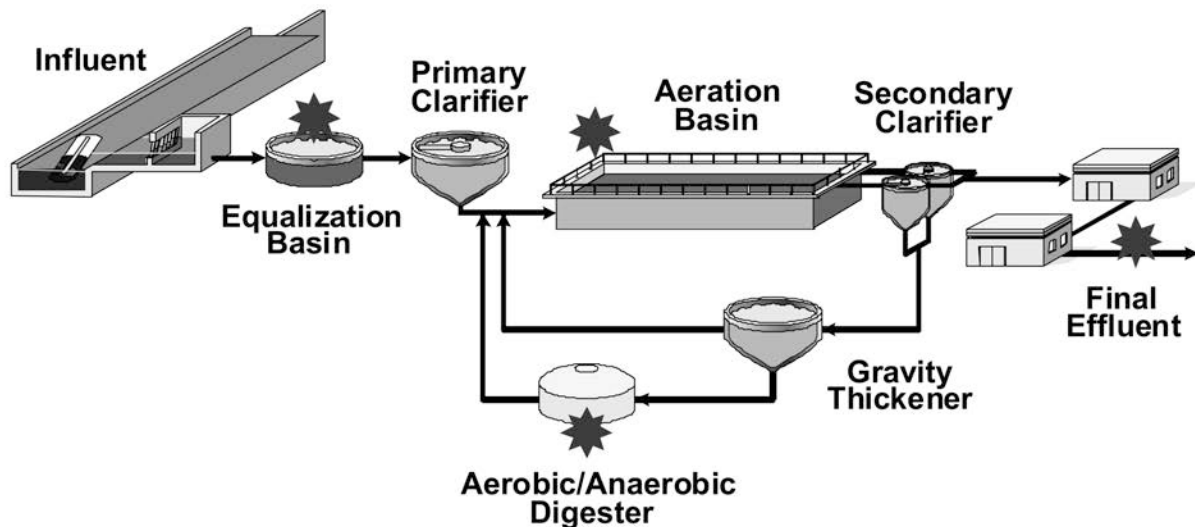 Influent
Equalization
Basin
Primary
Clarifier
Aeration
Basin
Secondary
Clarifier
Final
Effluent
Gravity
Thickener
Aerobic/Anaerobic
Digester